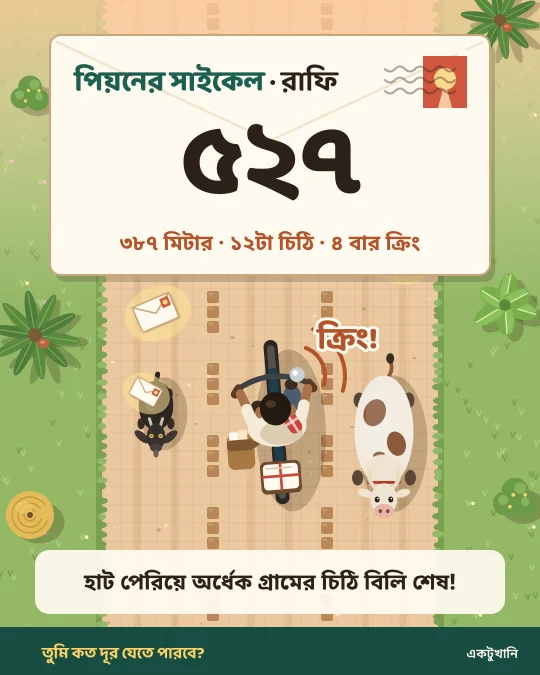 পিয়নের সাইকেল · রাফি
৫২৭
৩৮৭ মিটার · ১২টা চিঠি · ৪ বার ক্রিং
ক্রিং!
হাট পেরিয়ে অর্ধেক গ্রামের চিঠি বিলি শেষ!
তুমি কত দূর যেতে পারবে?
একটুখানি